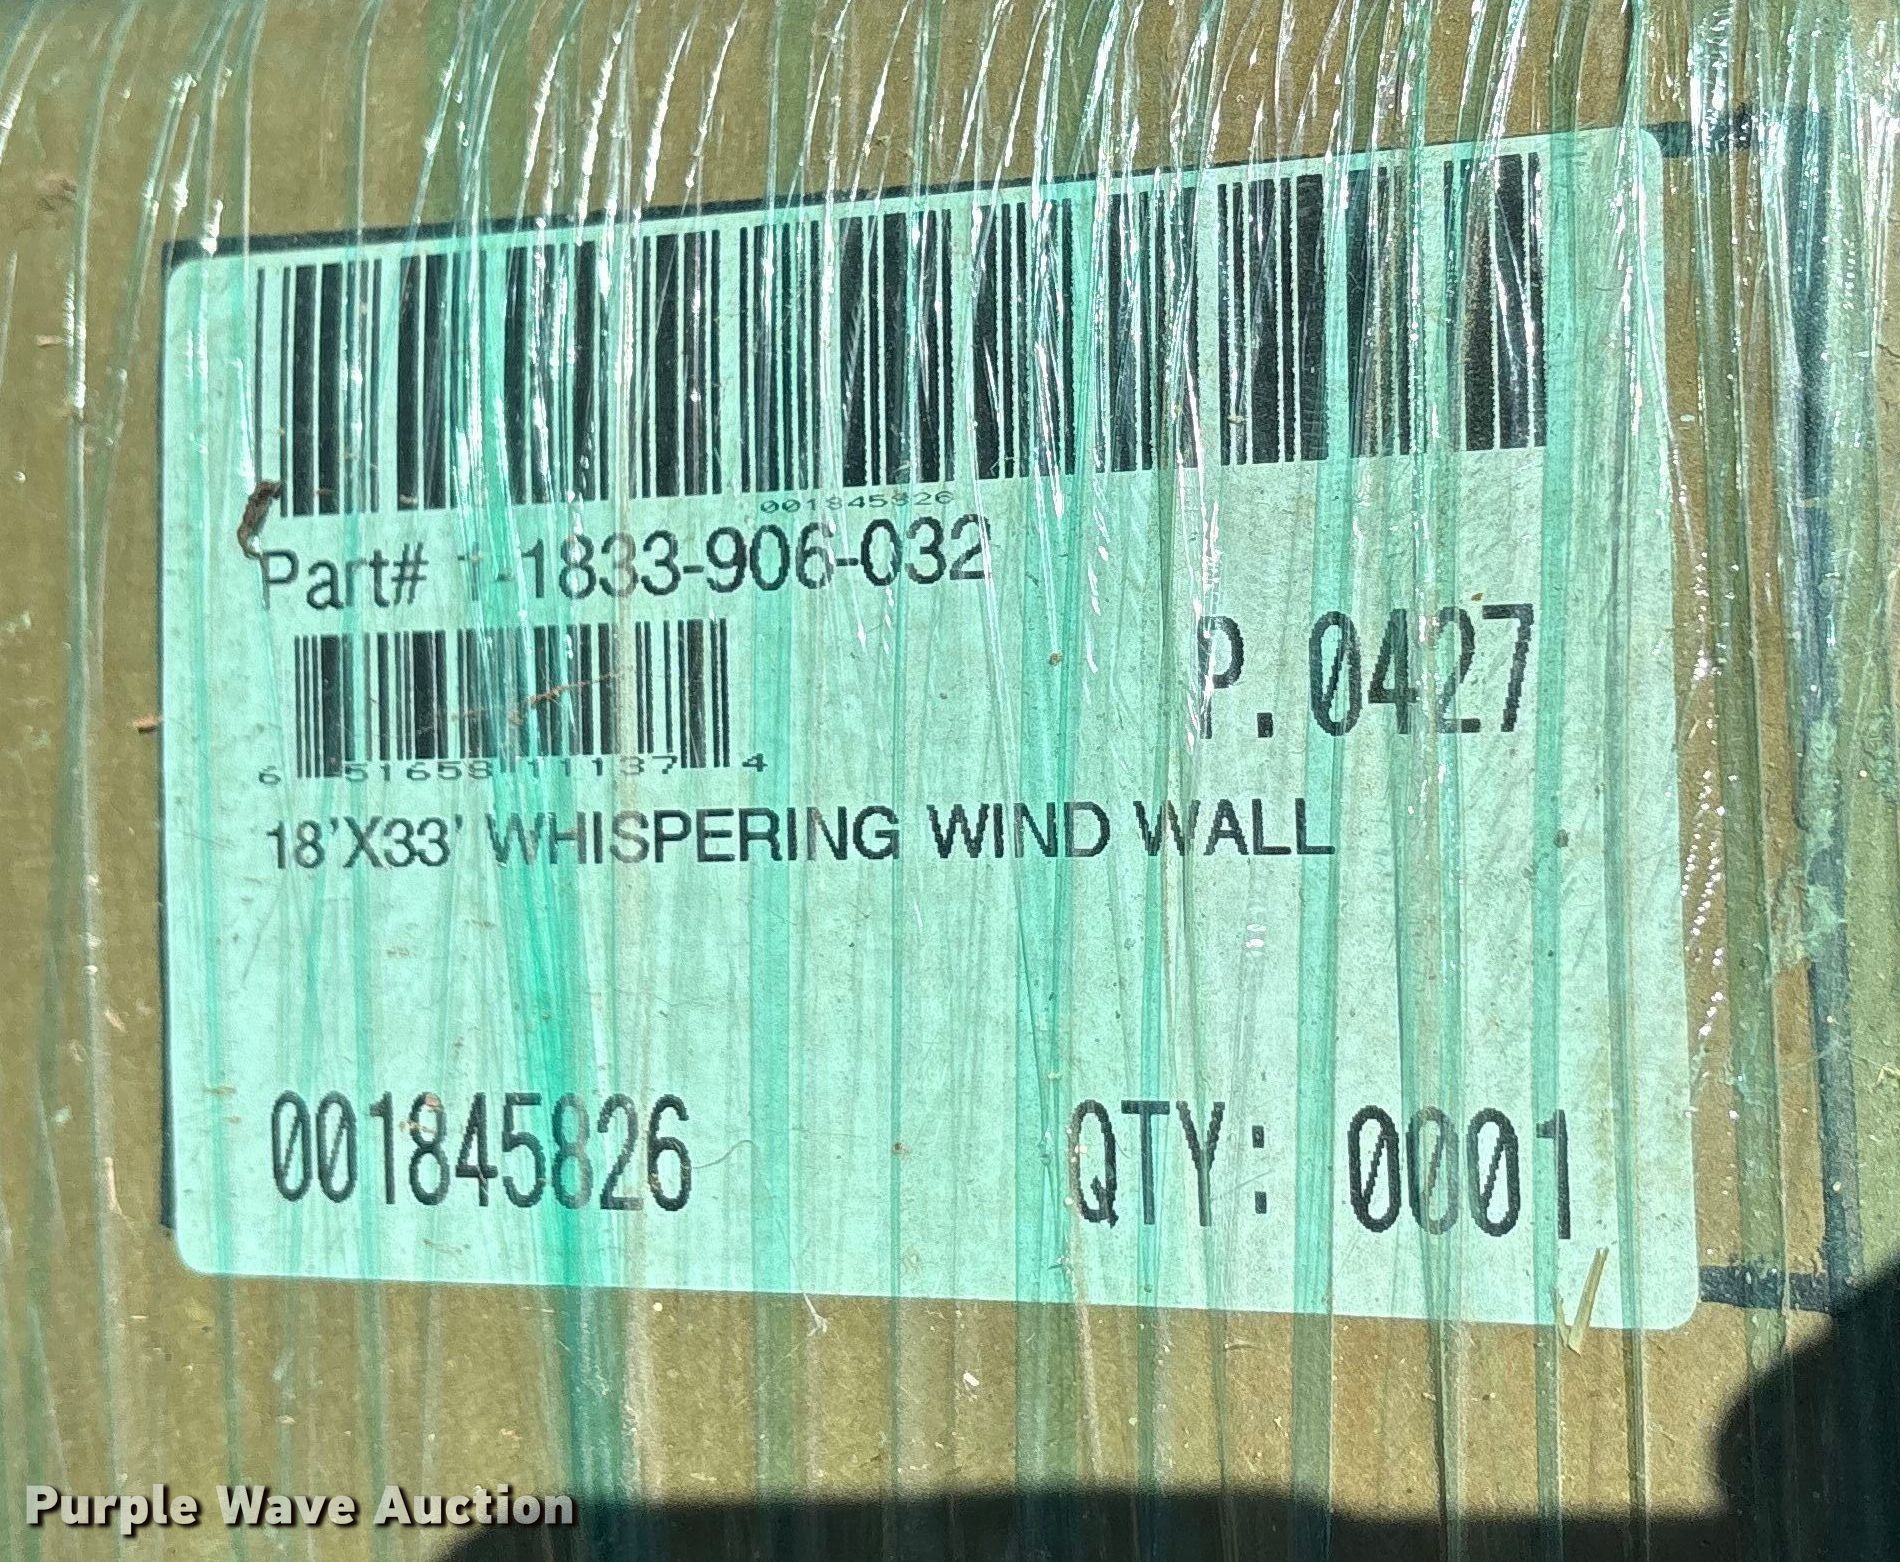 001845826
Part# 1-1833-906-032
P.0427
6 51658 11137 4
18'X33' WHISPERING WIND WALL
001845826 QTY: 0001
Purple Wave Auction